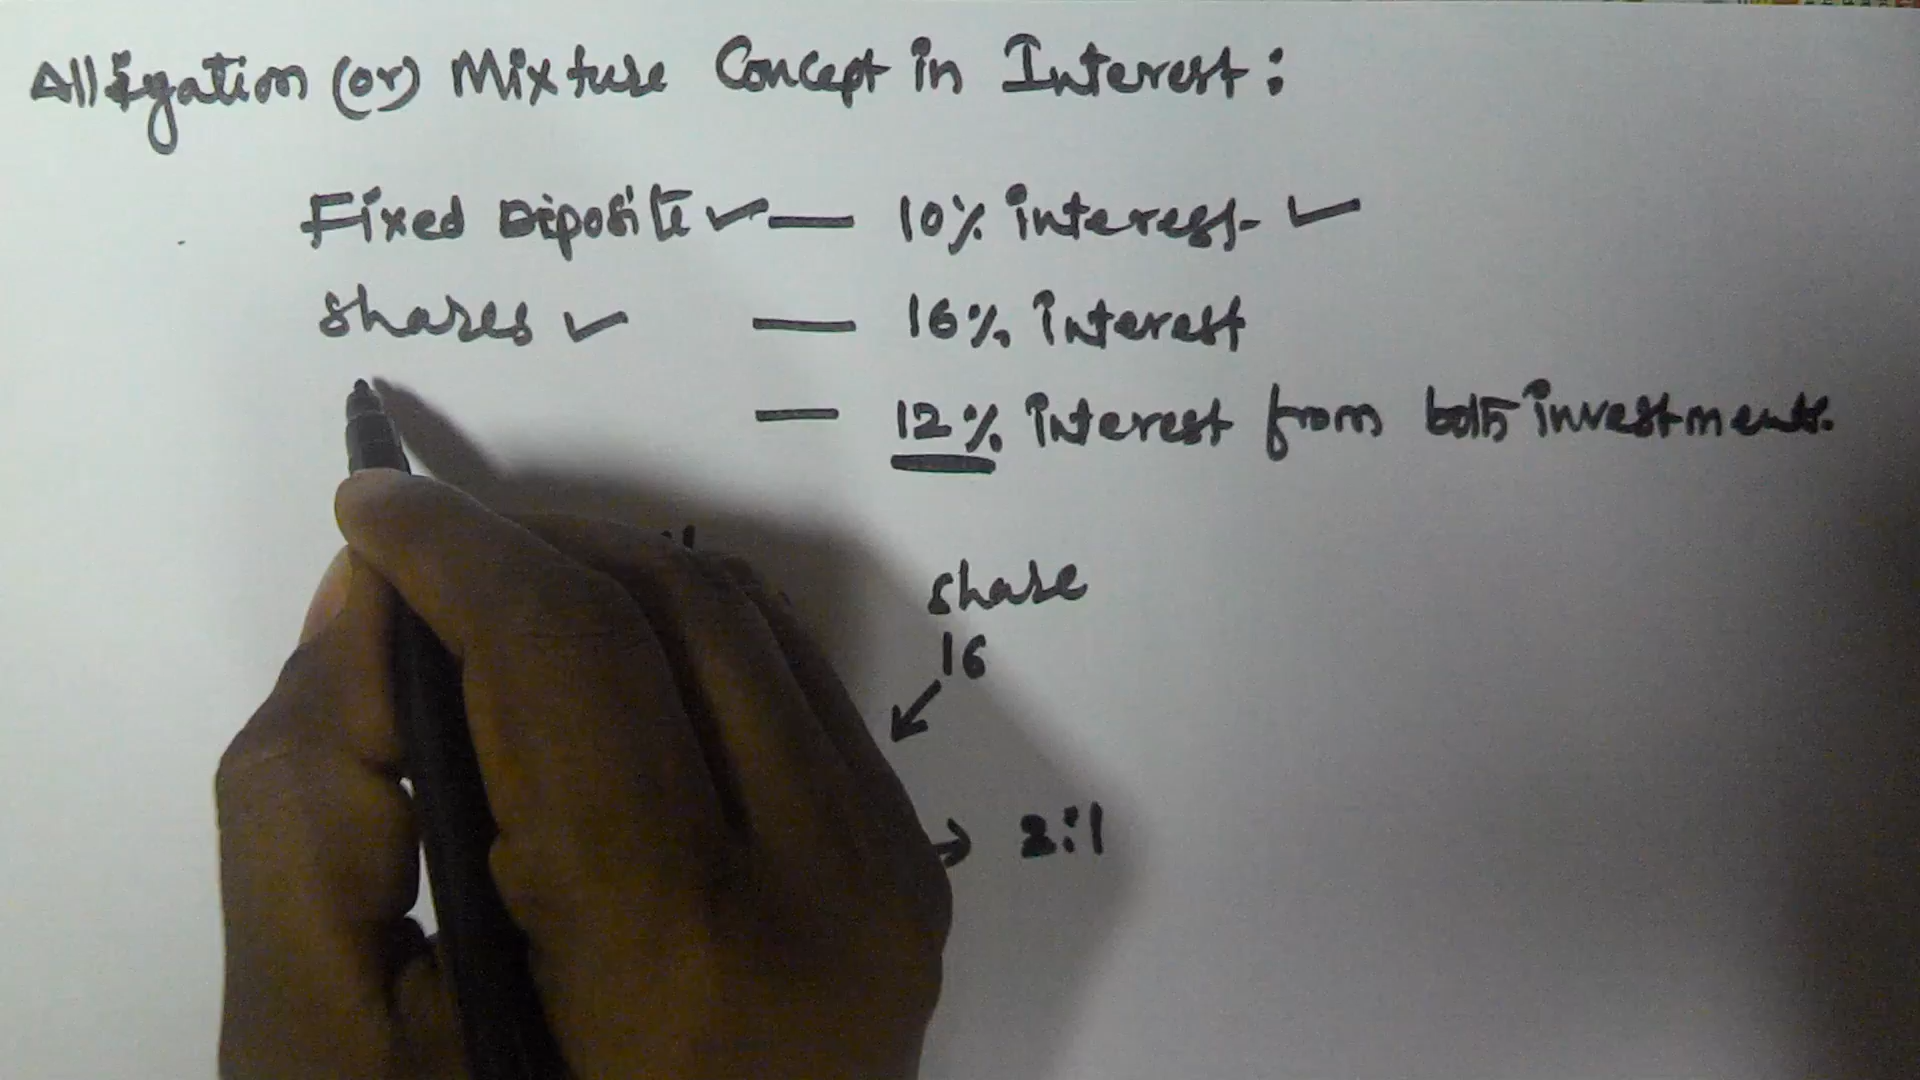 Alligation (or) Mixture Concept in Interest:
Fixed Diposite ✓ — 10% interest ✓
Shares ✓ — 16% interest
— 12% interest from both investments.
share
16
→ 2:1